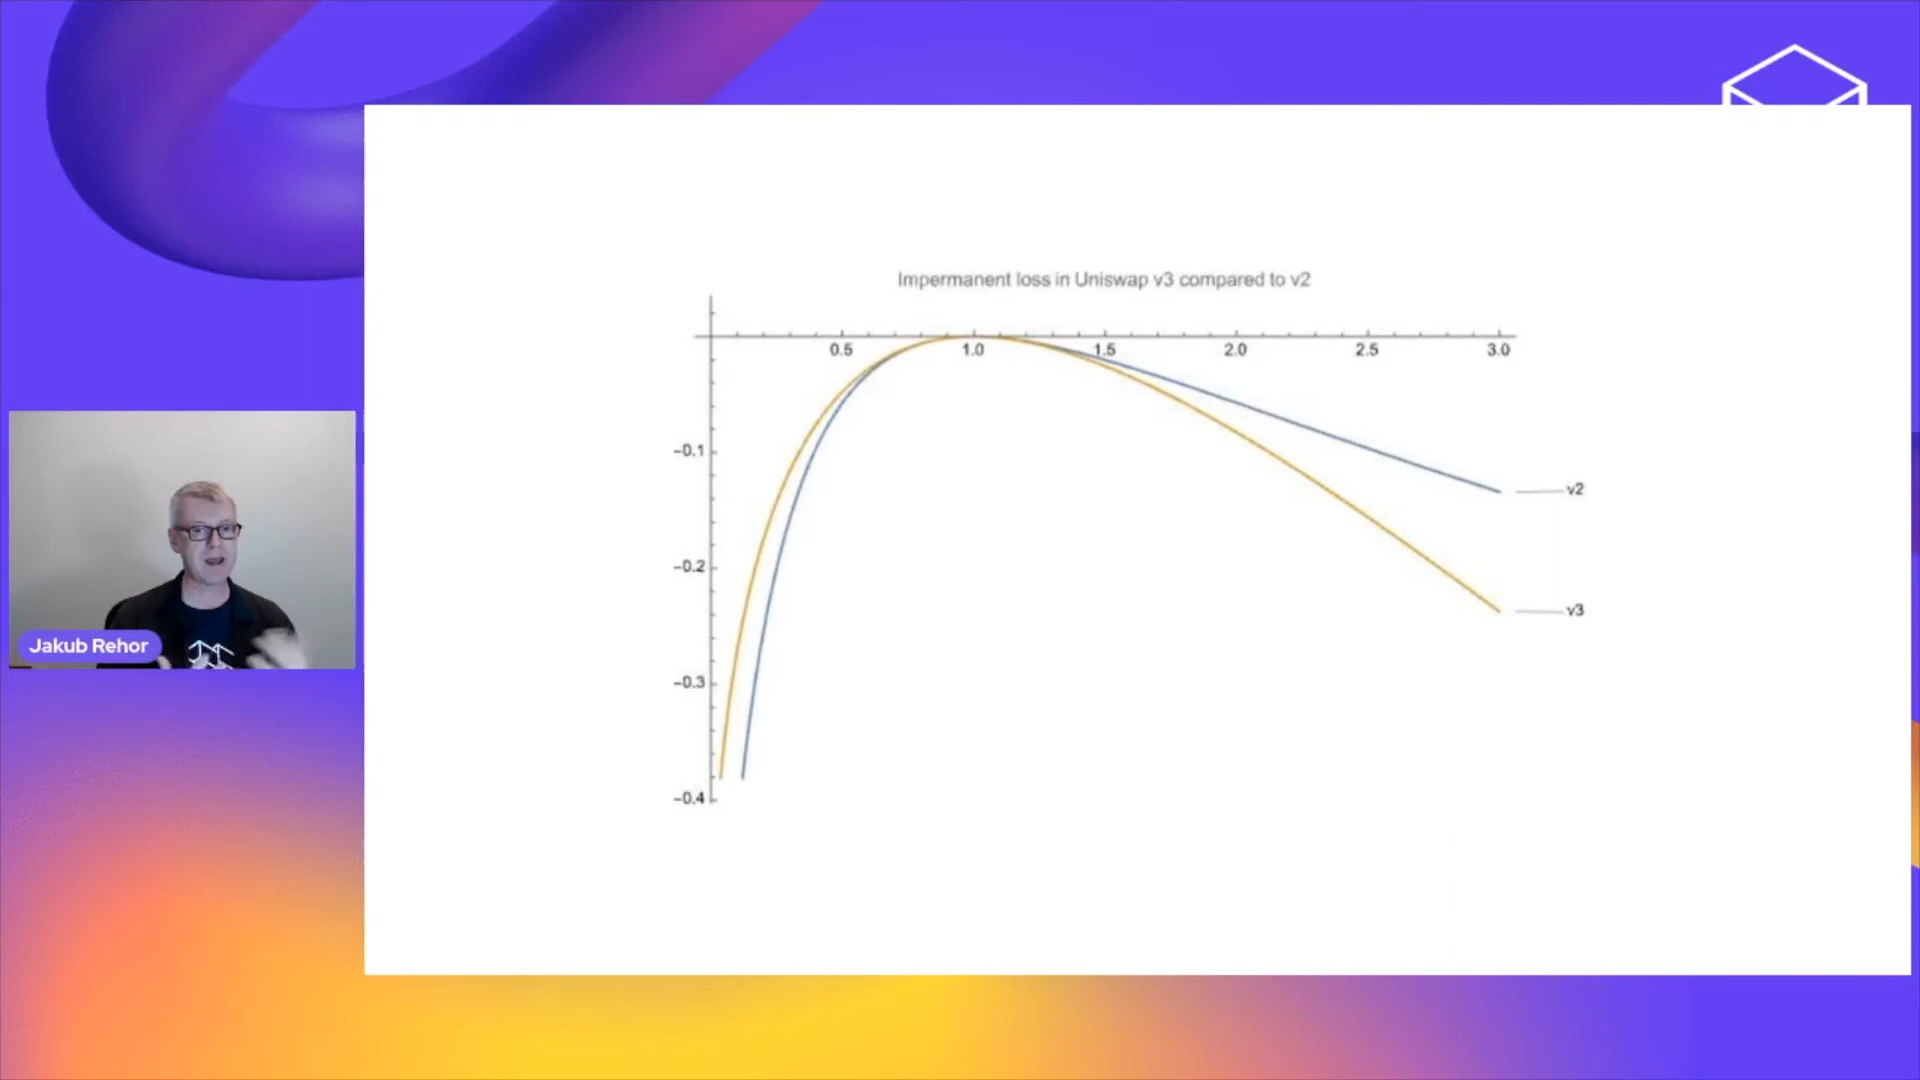 Impermanent loss in Uniswap v3 compared to v2
0.5 1.0 1.5 2.0 2.5 3.0
−0.1
−0.2
−0.3
−0.4
v2
v3
Jakub Rehor